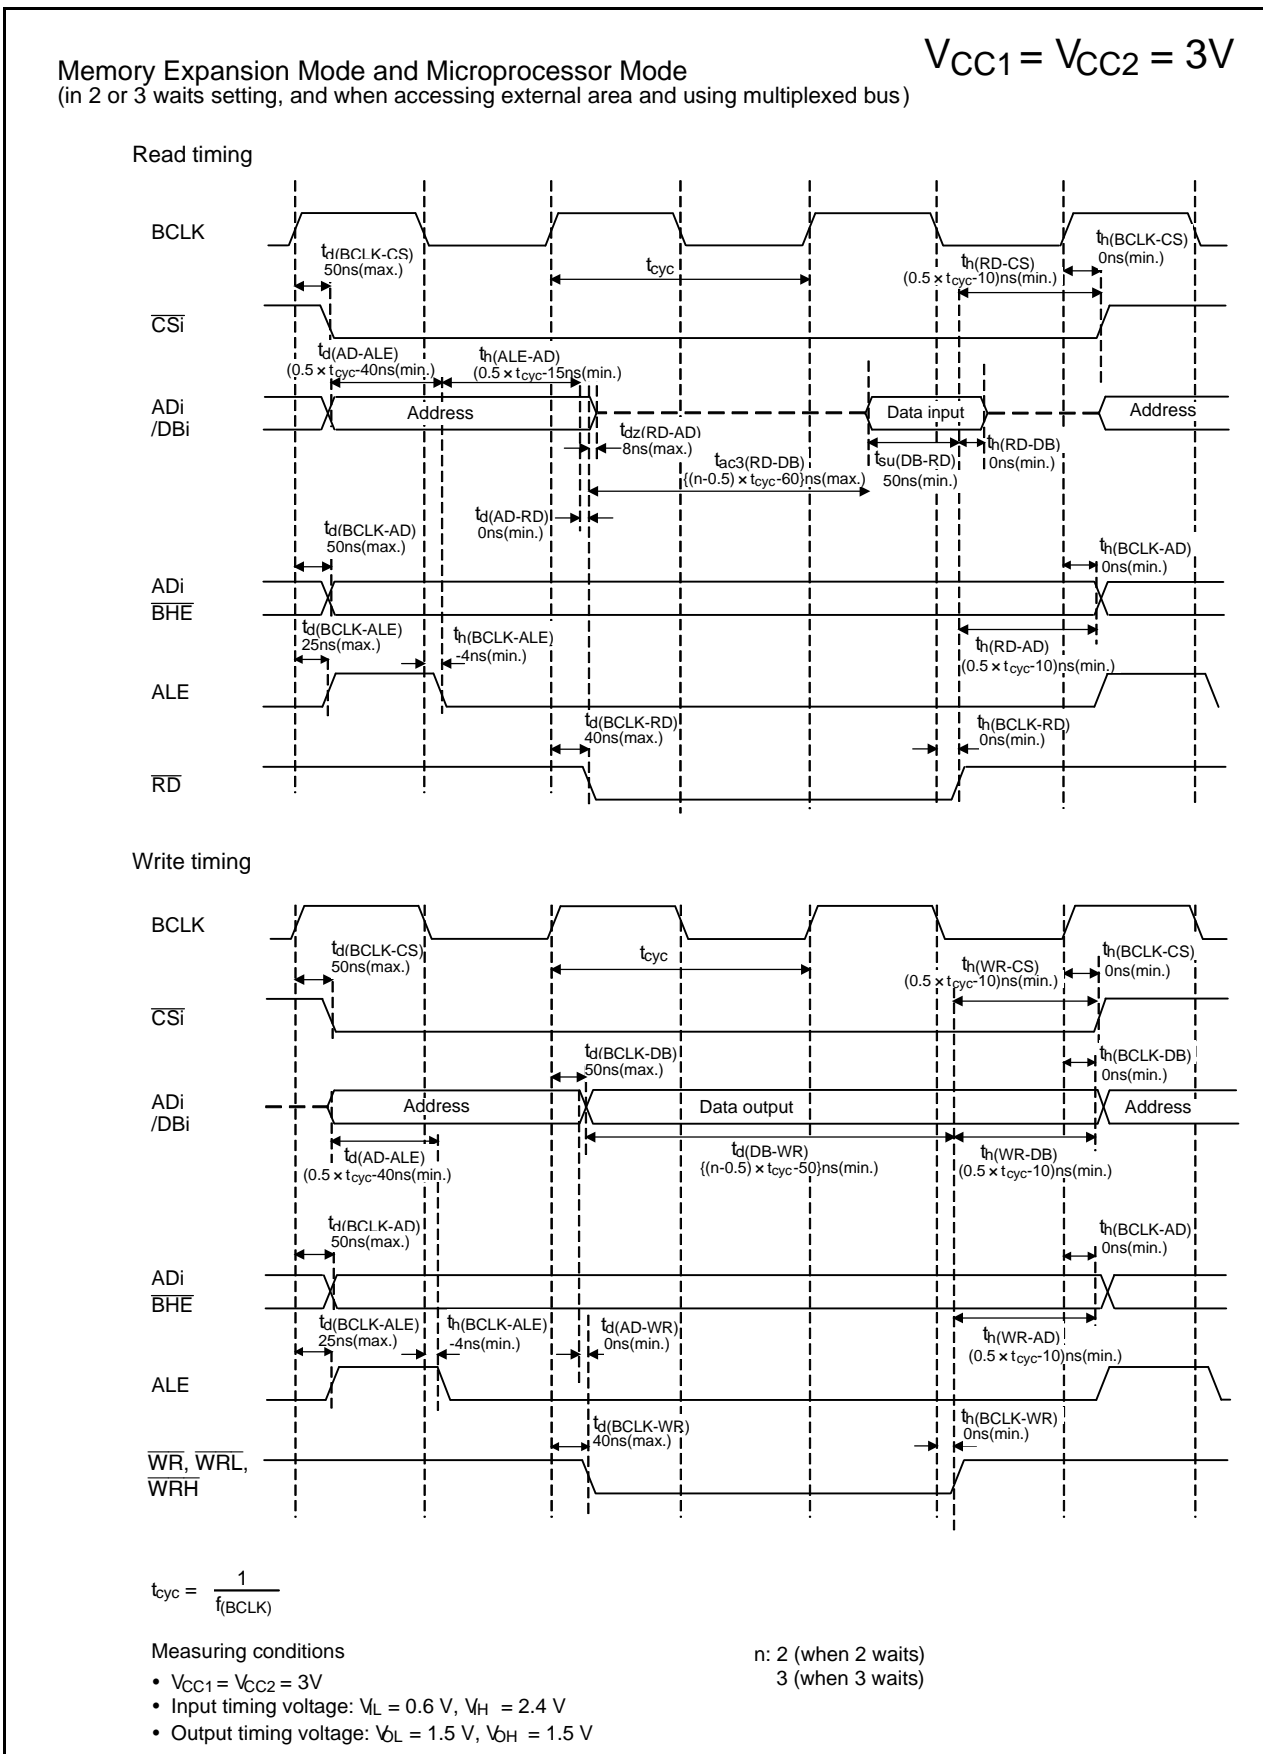 VCC1 = VCC2 = 3V
Memory Expansion Mode and Microprocessor Mode
(in 2 or 3 waits setting, and when accessing external area and using multiplexed bus)
Read timing
BCLK
td(BCLK-CS)
50ns(max.)
tcyc
th(RD-CS)
(0.5 × tcyc-10)ns(min.)
th(BCLK-CS)
0ns(min.)
CSi
td(AD-ALE)
(0.5 × tcyc-40ns(min.)
th(ALE-AD)
(0.5 × tcyc-15ns(min.)
ADi
/DBi
Address
Data input
Address
tdz(RD-AD)
8ns(max.)
tac3(RD-DB)
{(n-0.5) × tcyc-60}ns(max.)
tsu(DB-RD)
50ns(min.)
th(RD-DB)
0ns(min.)
td(AD-RD)
0ns(min.)
td(BCLK-AD)
50ns(max.)
th(BCLK-AD)
0ns(min.)
ADi
BHE
td(BCLK-ALE)
25ns(max.)
th(BCLK-ALE)
-4ns(min.)
th(RD-AD)
(0.5 × tcyc-10)ns(min.)
ALE
td(BCLK-RD)
40ns(max.)
th(BCLK-RD)
0ns(min.)
RD
Write timing
BCLK
td(BCLK-CS)
50ns(max.)
tcyc
th(WR-CS)
(0.5 × tcyc-10)ns(min.)
th(BCLK-CS)
0ns(min.)
CSi
td(BCLK-DB)
50ns(max.)
th(BCLK-DB)
0ns(min.)
ADi
/DBi
Address
Data output
Address
td(AD-ALE)
(0.5 × tcyc-40ns(min.)
td(DB-WR)
{(n-0.5) × tcyc-50}ns(min.)
th(WR-DB)
(0.5 × tcyc-10)ns(min.)
td(BCLK-AD)
50ns(max.)
th(BCLK-AD)
0ns(min.)
ADi
BHE
td(BCLK-ALE)
25ns(max.)
th(BCLK-ALE)
-4ns(min.)
td(AD-WR)
0ns(min.)
th(WR-AD)
(0.5 × tcyc-10)ns(min.)
ALE
td(BCLK-WR)
40ns(max.)
th(BCLK-WR)
0ns(min.)
WR, WRL,
WRH
tcyc = 1
f(BCLK)
Measuring conditions
• VCC1 = VCC2 = 3V
• Input timing voltage: VIL = 0.6 V, VIH = 2.4 V
• Output timing voltage: VOL = 1.5 V, VOH = 1.5 V
n: 2 (when 2 waits)
3 (when 3 waits)